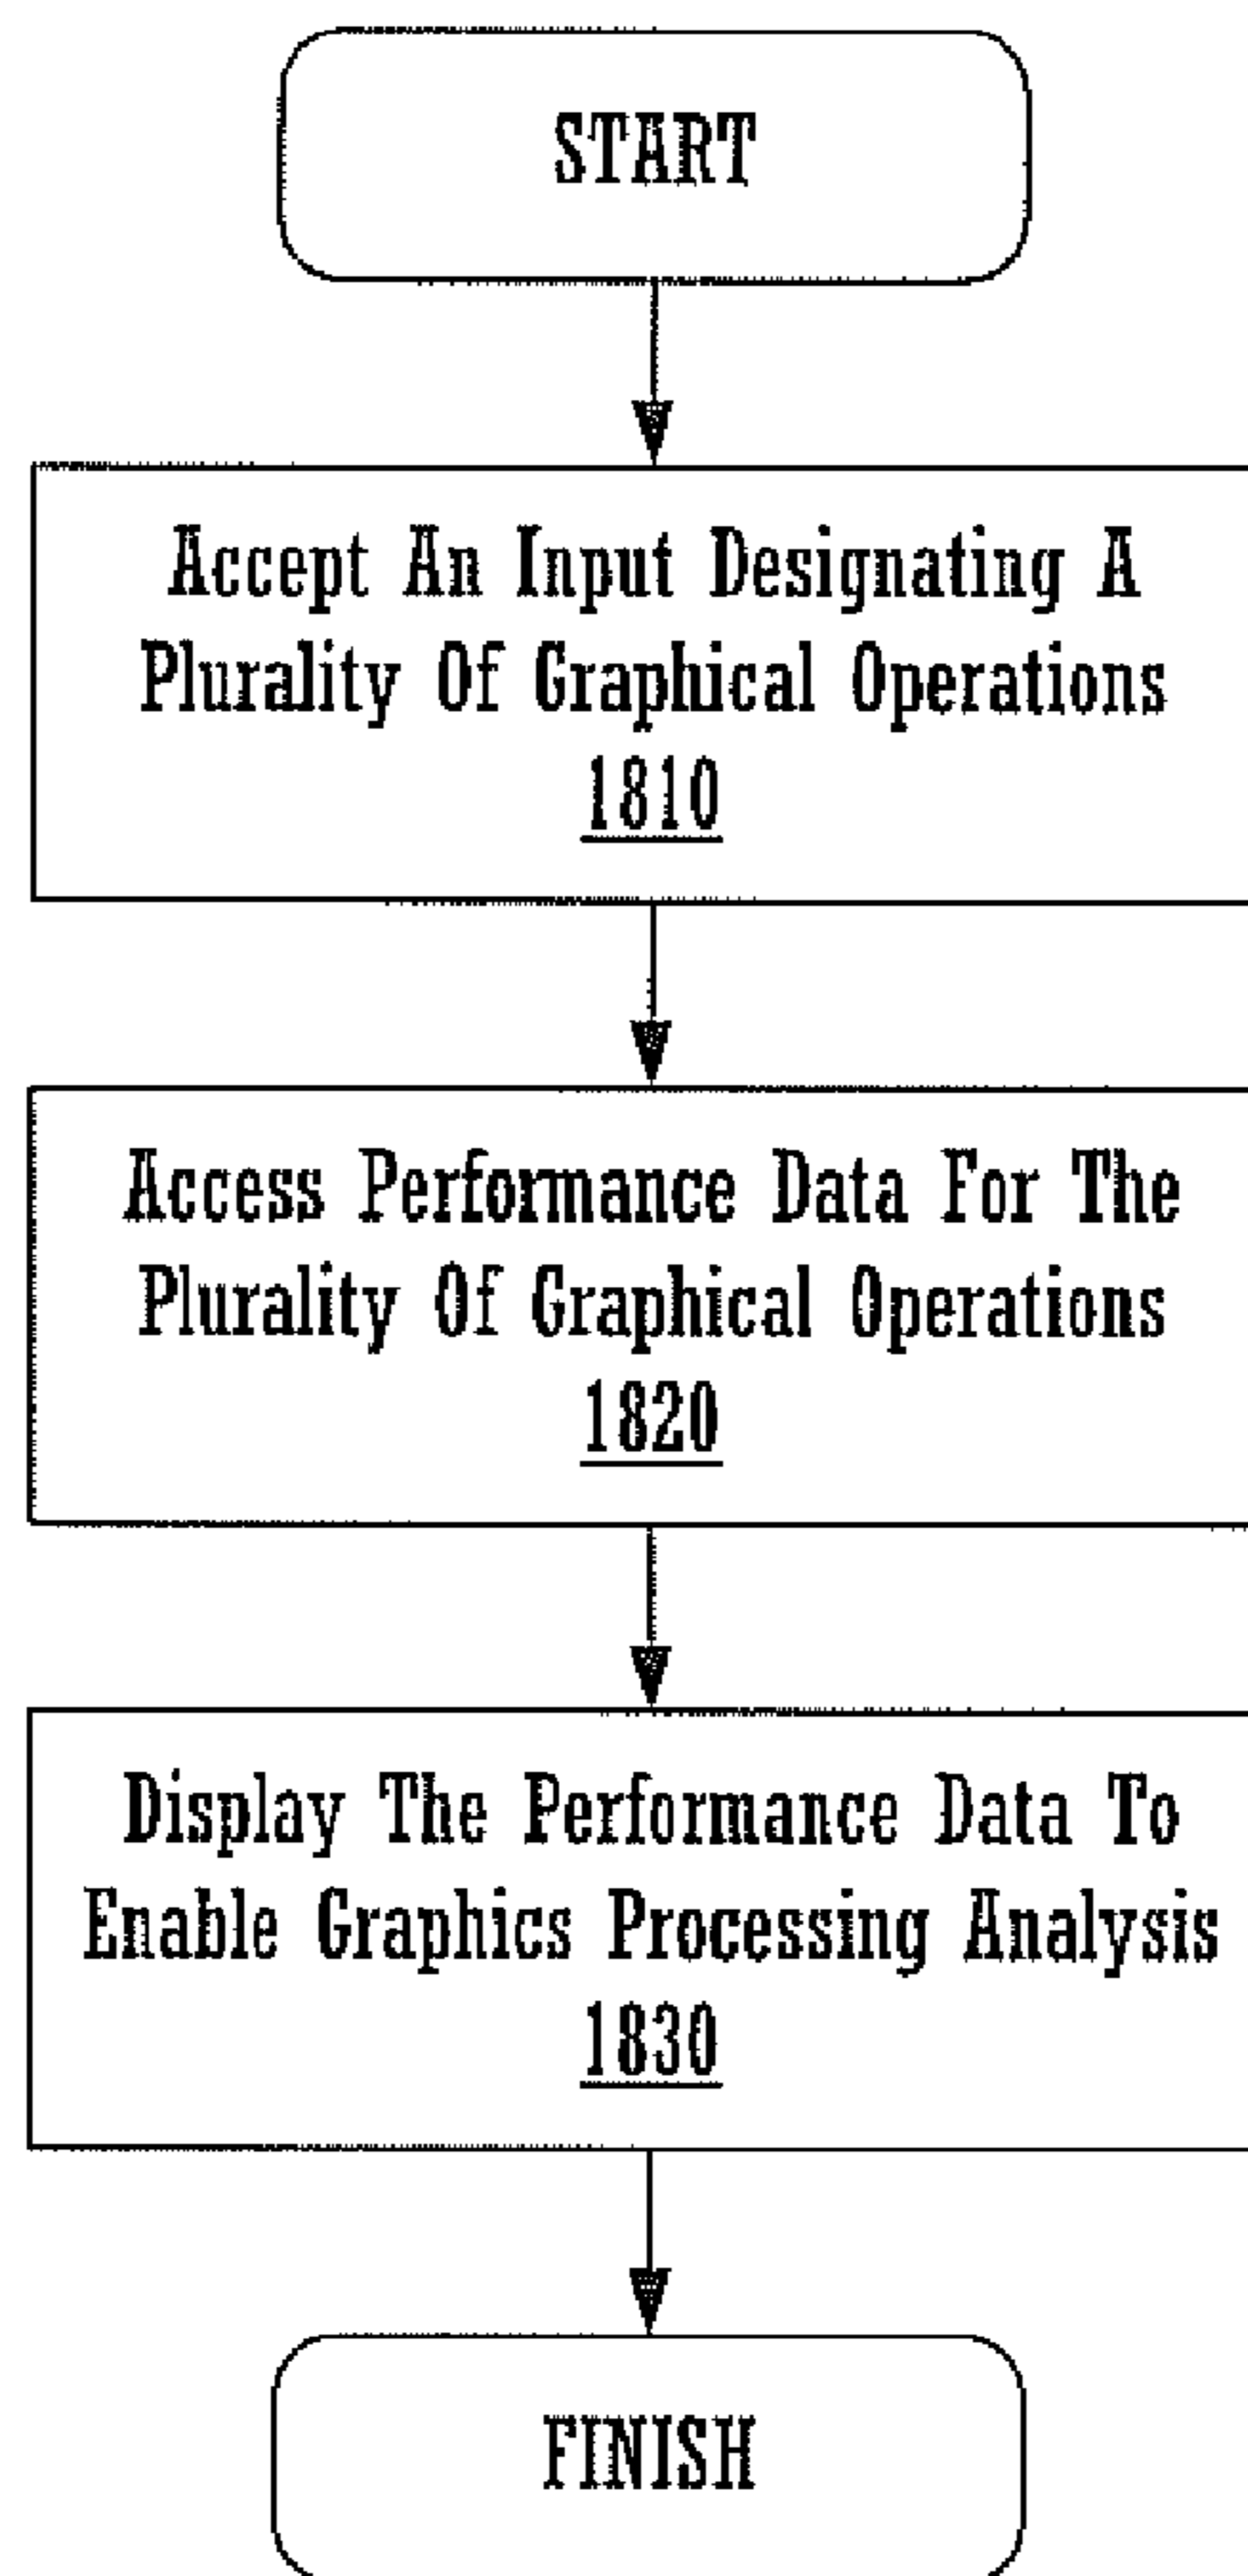 START
Accept An Input Designating A
Plurality Of Graphical Operations
1810
Access Performance Data For The
Plurality Of Graphical Operations
1820
Display The Performance Data To
Enable Graphics Processing Analysis
1830
FINISH